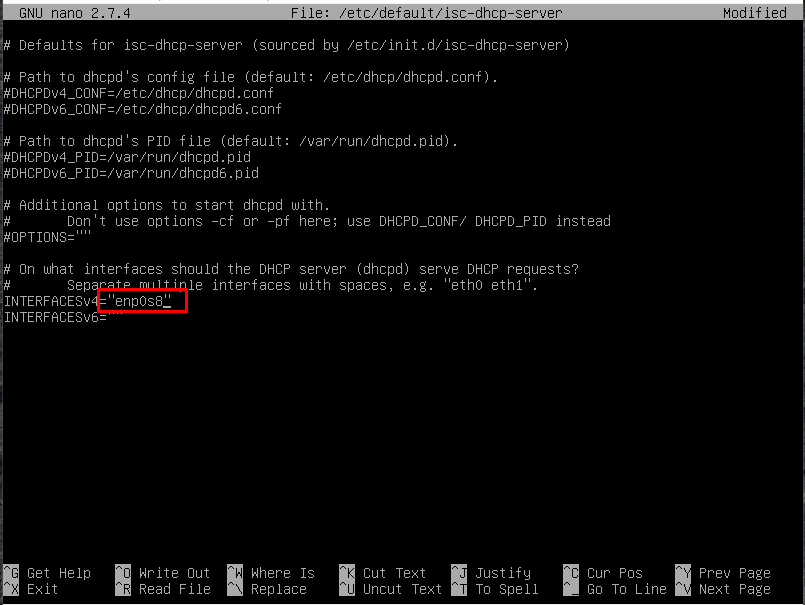 GNU nano 2.7.4 File: /etc/default/isc-dhcp-server Modified
# Defaults for isc-dhcp-server (sourced by /etc/init.d/isc-dhcp-server)
# Path to dhcpd's config file (default: /etc/dhcp/dhcpd.conf).
#DHCPDv4_CONF=/etc/dhcp/dhcpd.conf
#DHCPDv6_CONF=/etc/dhcp/dhcpd6.conf
# Path to dhcpd's PID file (default: /var/run/dhcpd.pid).
#DHCPDv4_PID=/var/run/dhcpd.pid
#DHCPDv6_PID=/var/run/dhcpd6.pid
# Additional options to start dhcpd with.
#       Don't use options -cf or -pf here; use DHCPD_CONF/ DHCPD_PID instead
#OPTIONS=""
# On what interfaces should the DHCP server (dhcpd) serve DHCP requests?
#       Separate multiple interfaces with spaces, e.g. "eth0 eth1".
INTERFACESv4="enp0s8"
INTERFACESv6=""
^G Get Help ^O Write Out ^W Where Is ^K Cut Text ^J Justify ^C Cur Pos ^Y Prev Page
^X Exit ^R Read File ^\ Replace ^U Uncut Text ^T To Spell ^_ Go To Line ^V Next Page